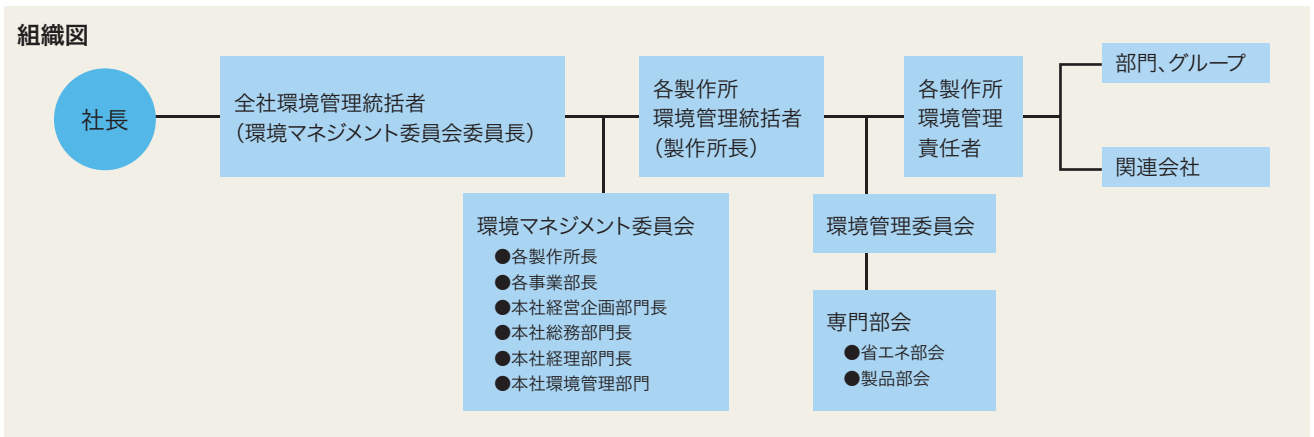 組織図
社長
全社環境管理統括者
（環境マネジメント委員会委員長）
各製作所
環境管理統括者
（製作所長）
各製作所
環境管理
責任者
部門、グループ
関連会社
環境マネジメント委員会
●各製作所長
●各事業部長
●本社経営企画部門長
●本社総務部門長
●本社経理部門長
●本社環境管理部門
環境管理委員会
専門部会
●省エネ部会
●製品部会